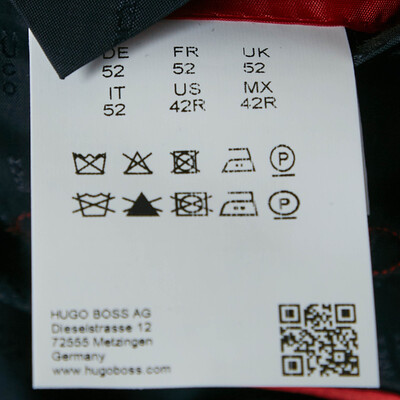 DE FR UK
52 52 52
IT US MX
52 42R 42R
P
P
HUGO BOSS AG
Dieselstrasse 12
72555 Metzingen
Germany
www.hugoboss.com